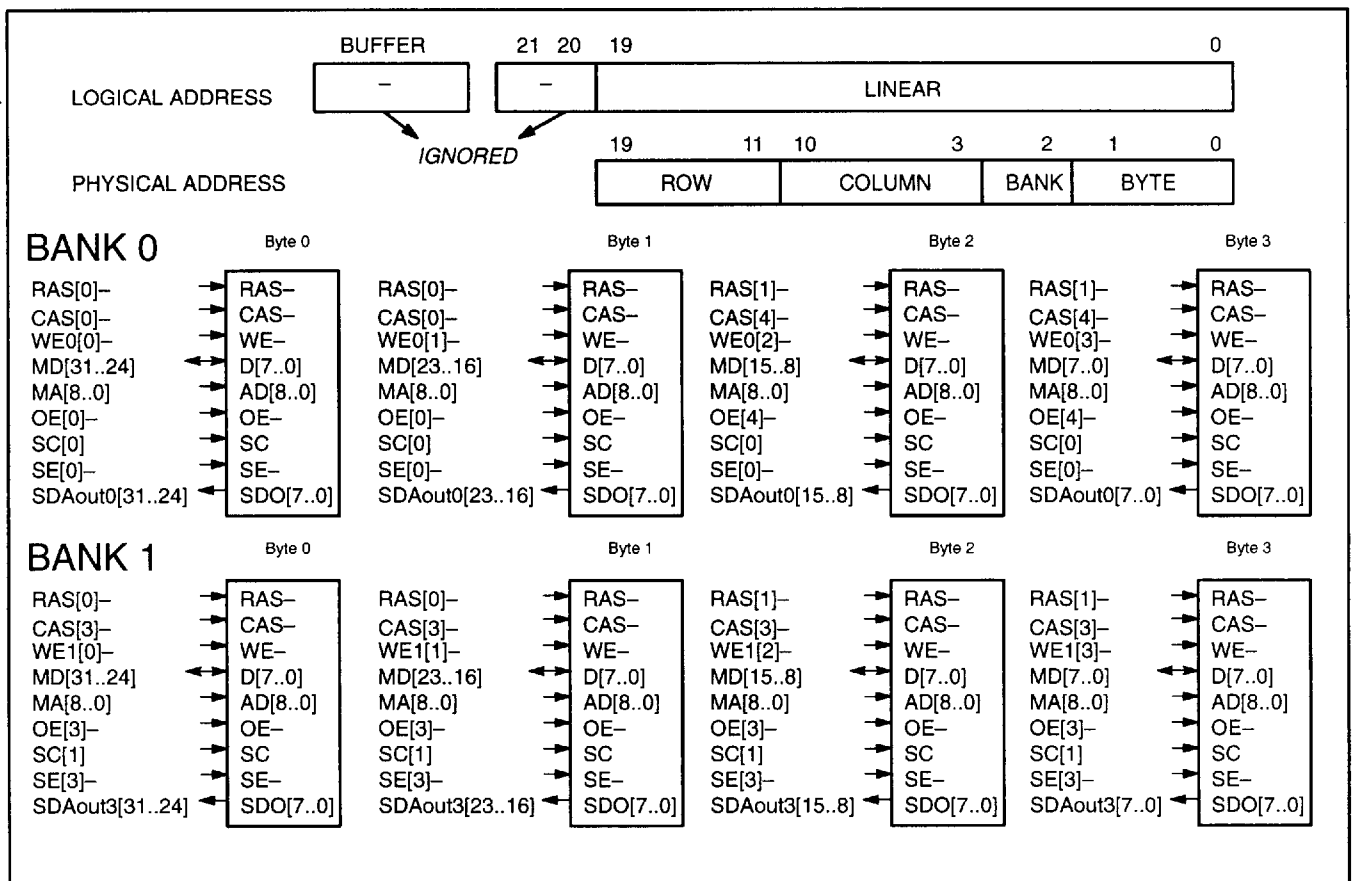 BUFFER 21 20 19 0
LOGICAL ADDRESS – – LINEAR
IGNORED
19 11 10 3 2 1 0
PHYSICAL ADDRESS ROW COLUMN BANK BYTE
BANK 0 Byte 0 Byte 1 Byte 2 Byte 3
RAS[0]– RAS– RAS[0]– RAS– RAS[1]– RAS– RAS[1]– RAS–
CAS[0]– CAS– CAS[0]– CAS– CAS[4]– CAS– CAS[4]– CAS–
WE0[0]– WE– WE0[1]– WE– WE0[2]– WE– WE0[3]– WE–
MD[31..24] D[7..0] MD[23..16] D[7..0] MD[15..8] D[7..0] MD[7..0] D[7..0]
MA[8..0] AD[8..0] MA[8..0] AD[8..0] MA[8..0] AD[8..0] MA[8..0] AD[8..0]
OE[0]– OE– OE[0]– OE– OE[4]– OE– OE[4]– OE–
SC[0] SC SC[0] SC SC[0] SC SC[0] SC
SE[0]– SE– SE[0]– SE– SE[0]– SE– SE[0]– SE–
SDAout0[31..24] SDO[7..0] SDAout0[23..16] SDO[7..0] SDAout0[15..8] SDO[7..0] SDAout0[7..0] SDO[7..0]
BANK 1 Byte 0 Byte 1 Byte 2 Byte 3
RAS[0]– RAS– RAS[0]– RAS– RAS[1]– RAS– RAS[1]– RAS–
CAS[3]– CAS– CAS[3]– CAS– CAS[3]– CAS– CAS[3]– CAS–
WE1[0]– WE– WE1[1]– WE– WE1[2]– WE– WE1[3]– WE–
MD[31..24] D[7..0] MD[23..16] D[7..0] MD[15..8] D[7..0] MD[7..0] D[7..0]
MA[8..0] AD[8..0] MA[8..0] AD[8..0] MA[8..0] AD[8..0] MA[8..0] AD[8..0]
OE[3]– OE– OE[3]– OE– OE[3]– OE– OE[3]– OE–
SC[1] SC SC[1] SC SC[1] SC SC[1] SC
SE[3]– SE– SE[3]– SE– SE[3]– SE– SE[3]– SE–
SDAout3[31..24] SDO[7..0] SDAout3[23..16] SDO[7..0] SDAout3[15..8] SDO[7..0] SDAout3[7..0] SDO[7..0]